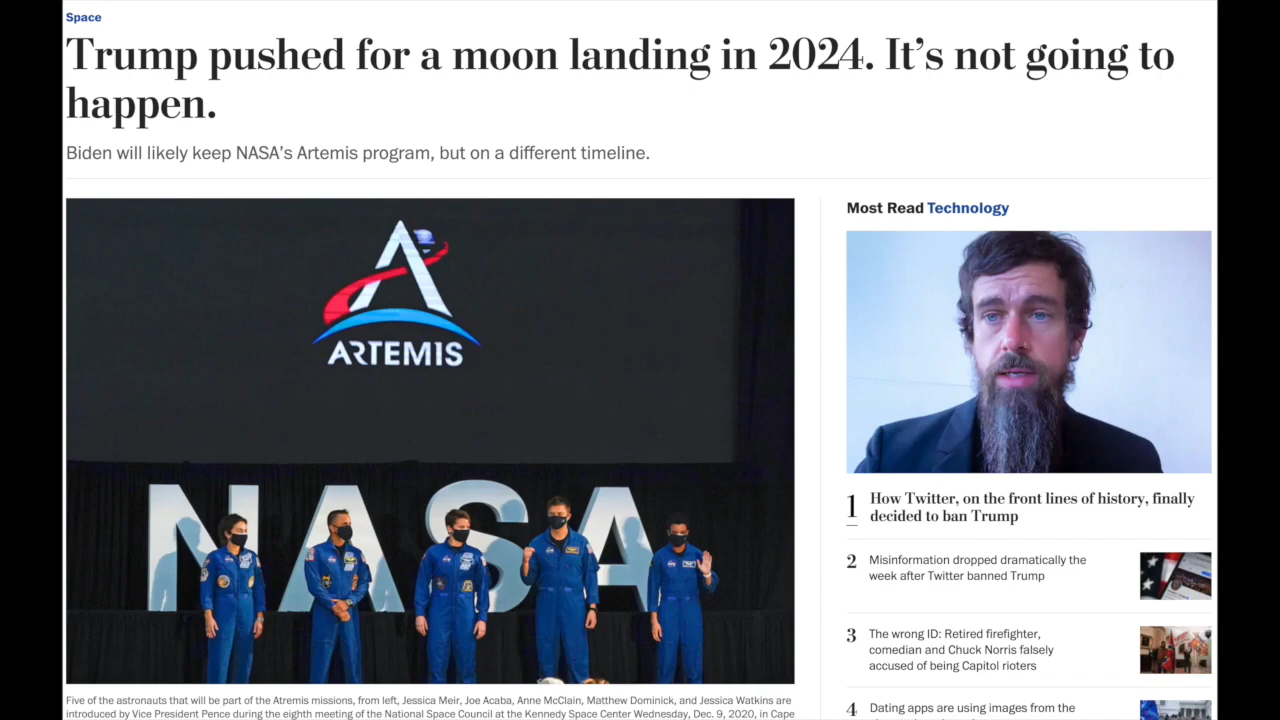 Space
Trump pushed for a moon landing in 2024. It’s not going to
happen.
Biden will likely keep NASA’s Artemis program, but on a different timeline.
ARTEMIS
NASA
Five of the astronauts that will be part of the Atremis missions, from left, Jessica Meir, Joe Acaba, Anne McClain, Matthew Dominick, and Jessica Watkins are
introduced by Vice President Pence during the eighth meeting of the National Space Council at the Kennedy Space Center Wednesday, Dec. 9, 2020, in Cape
Most Read Technology
1
How Twitter, on the front lines of history, finally
decided to ban Trump
2
Misinformation dropped dramatically the
week after Twitter banned Trump
3
The wrong ID: Retired firefighter,
comedian and Chuck Norris falsely
accused of being Capitol rioters
4
Dating apps are using images from the